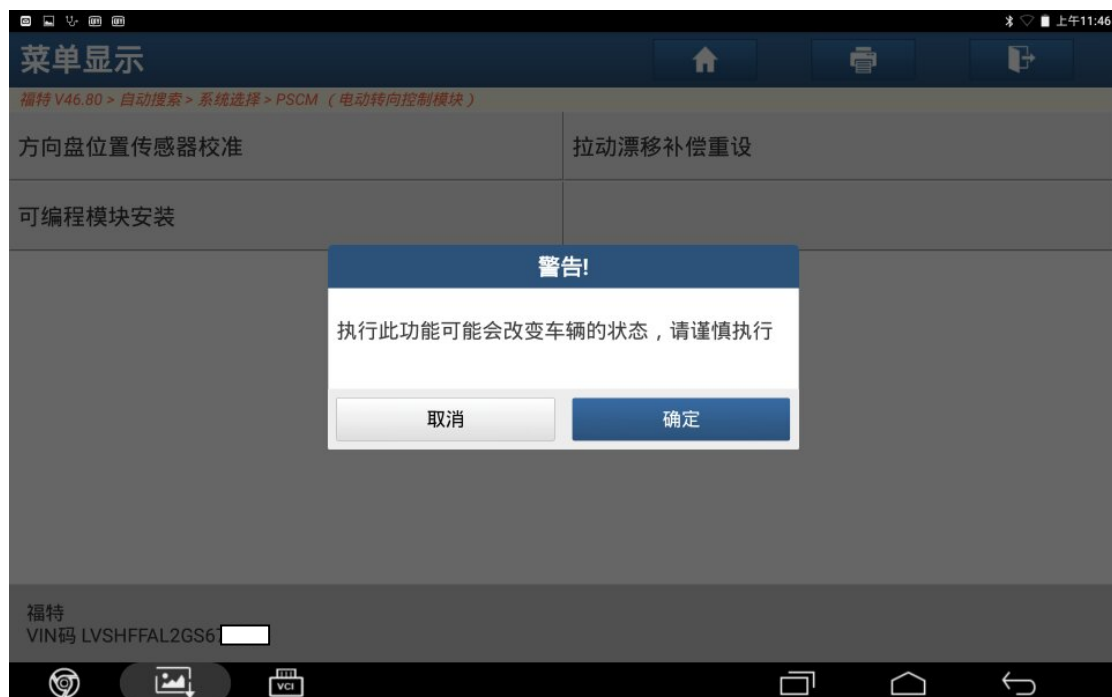 上午11:46
菜单显示
福特 V46.80 > 自动搜索 > 系统选择 > PSCM （电动转向控制模块）
方向盘位置传感器校准
拉动漂移补偿重设
可编程模块安装
警告!
执行此功能可能会改变车辆的状态，请谨慎执行
取消
确定
福特
VIN码 LVSHFFAL2GS6
VCI